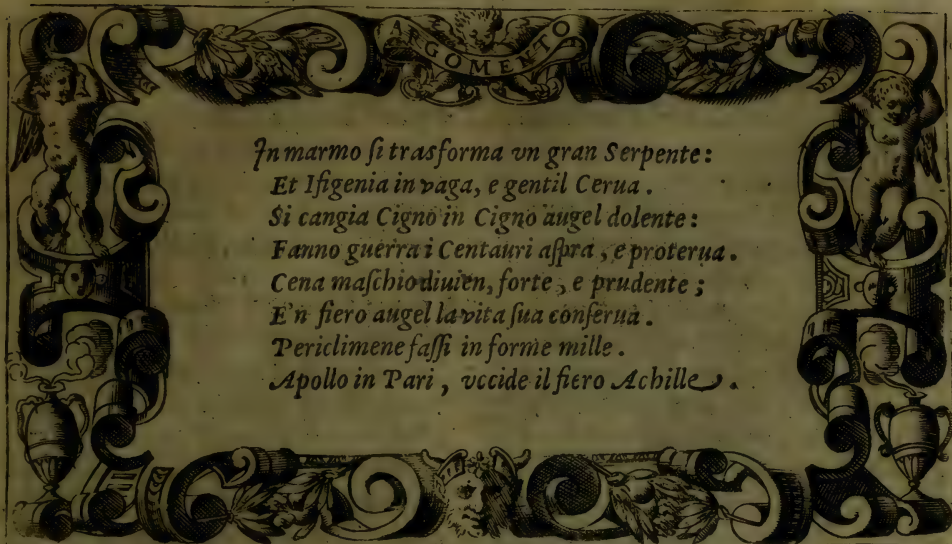 ARGOMENTO
In marmo ſi trasforma vn gran Serpente:
Et Ifigenia in vaga, e gentil Cerua.
Si cangia Cigno in Cigno augel dolente:
Fanno guerra i Centauri aſpra, e proterua.
Cena maſchio diuien, forte, e prudente;
E'n fiero augel la vita ſua conſerua.
Periclimene faſſi in forme mille.
Apollo in Pari, vccide il fiero Achille.